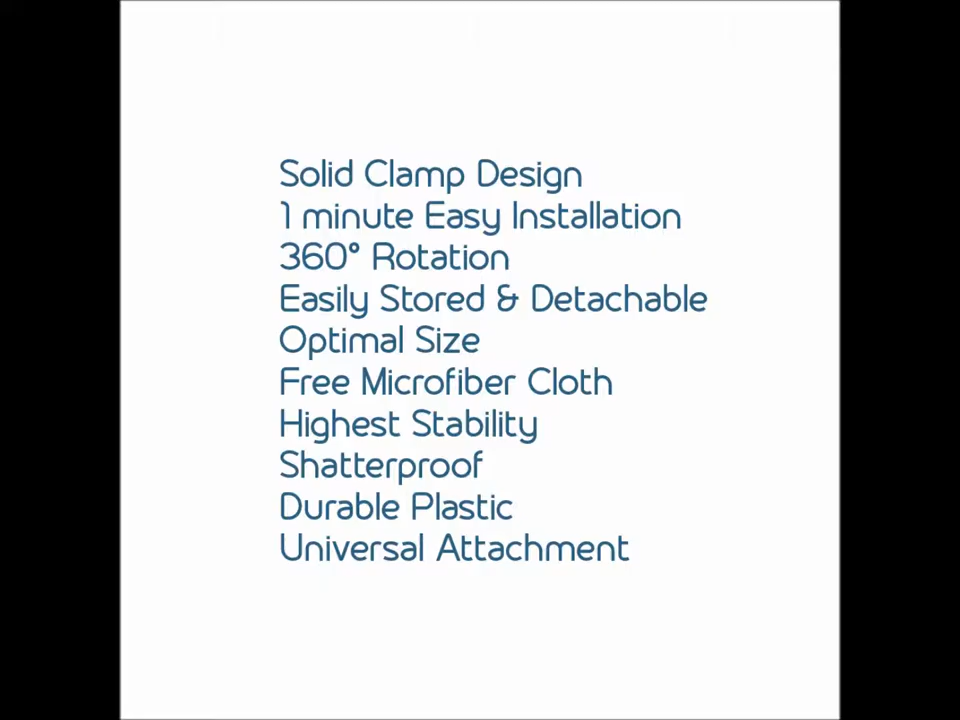 Solid Clamp Design
1 minute Easy Installation
360° Rotation
Easily Stored & Detachable
Optimal Size
Free Microfiber Cloth
Highest Stability
Shatterproof
Durable Plastic
Universal Attachment